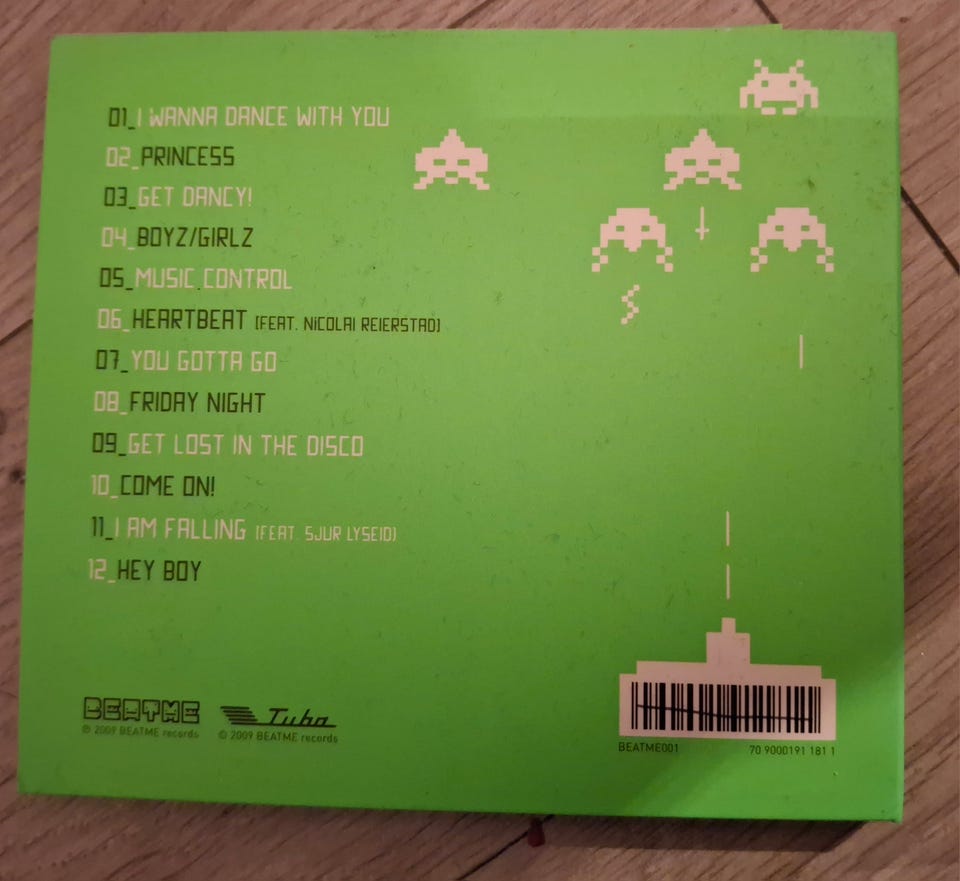 01_I WANNA DANCE WITH YOU
02_PRINCESS
03_GET DANCY!
04_BOYZ/GIRLZ
05_MUSIC.CONTROL
06_HEARTBEAT (FEAT. NICOLAI REIERSTAD)
07_YOU GOTTA GO
08_FRIDAY NIGHT
09_GET LOST IN THE DISCO
10_COME ON!
11_I AM FALLING (FEAT. SJUR LYSEID)
12_HEY BOY
BEATME
℗ 2009 BEATME records
Tuba
© 2009 BEATME records
BEATME001
70 9000191 181 1